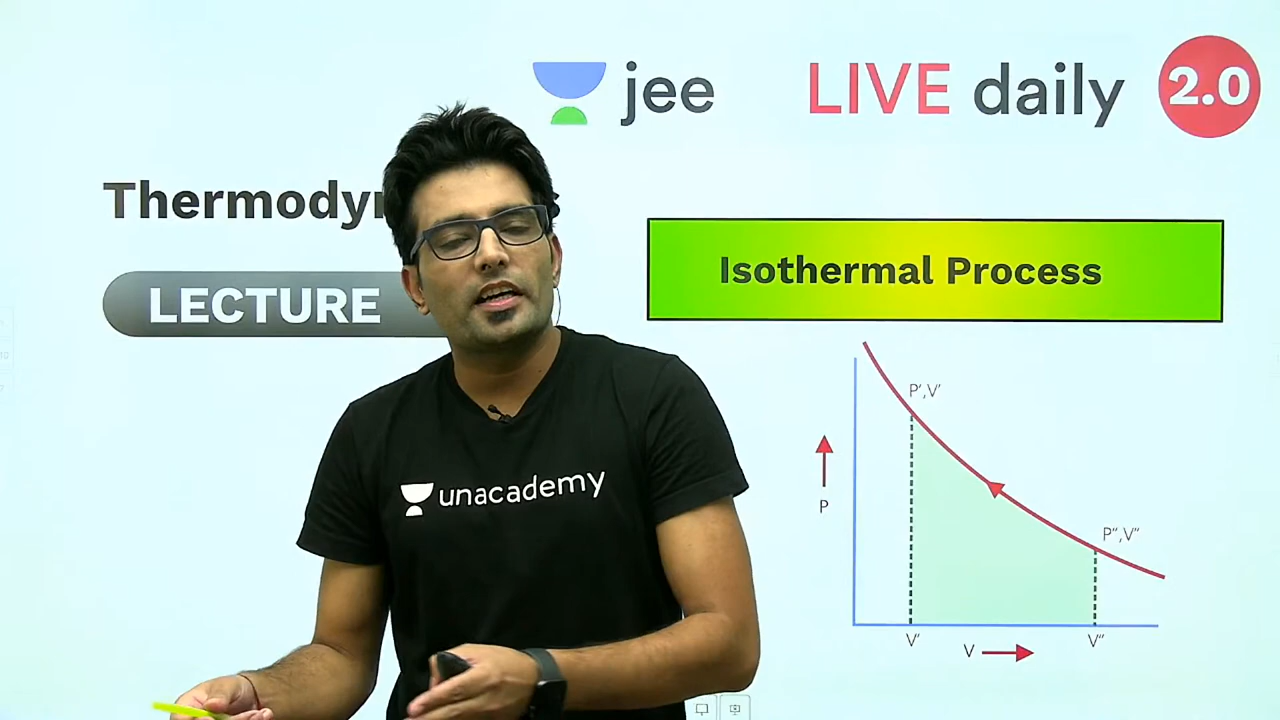 jee
LIVE daily 2.0
Thermodyn
LECTURE
Isothermal Process
unacademy
P',V'
P
P",V"
V'
V"
V